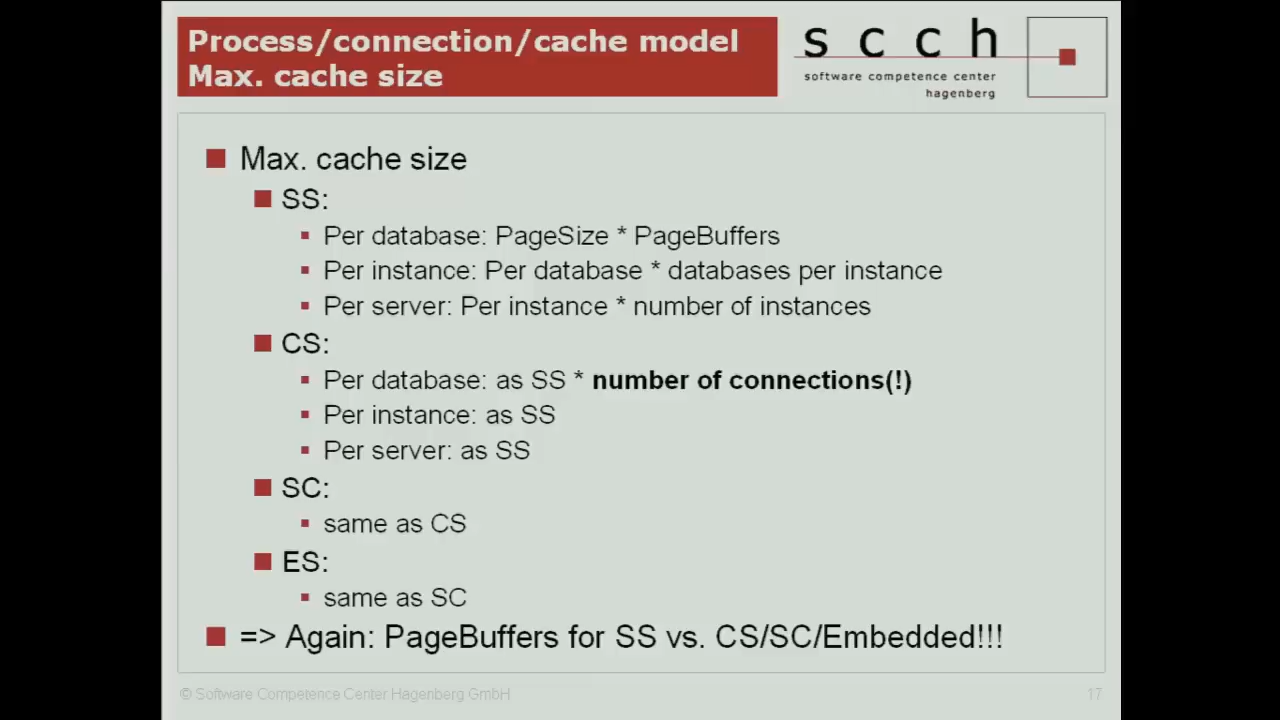 Process/connection/cache model
Max. cache size
scch
software competence center
hagenberg
Max. cache size
SS:
Per database: PageSize * PageBuffers
Per instance: Per database * databases per instance
Per server: Per instance * number of instances
CS:
Per database: as SS * number of connections(!)
Per instance: as SS
Per server: as SS
SC:
same as CS
ES:
same as SC
=> Again: PageBuffers for SS vs. CS/SC/Embedded!!!
© Software Competence Center Hagenberg GmbH
17